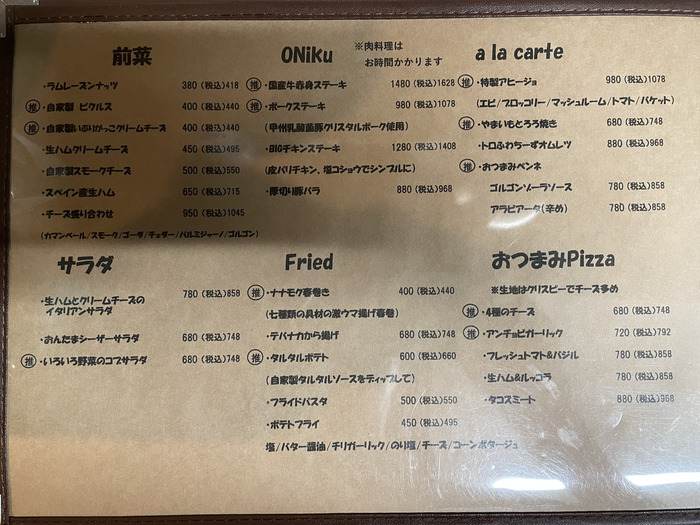 前菜
・ラムレーズンナッツ 380 (税込)418
推 ・自家製 ピクルス 400 (税込)440
推 ・自家製いぶりがっこクリームチーズ 400 (税込)440
・生ハムクリームチーズ 450 (税込)495
・自家製スモークチーズ 500 (税込)550
・スペイン産生ハム 650 (税込)715
・チーズ盛り合わせ 950 (税込)1045
(カマンベール/スモーク/ゴーダ/チェダー/パルミジャーノ/ゴルゴン)
ONiku ※肉料理は
お時間かかります
推 ・国産牛赤身ステーキ 1480 (税込)1628
推 ・ポークステーキ 980 (税込)1078
(甲州乳酸菌豚クリスタルポーク使用)
・BIGチキンステーキ 1280 (税込)1408
(皮パリチキン、塩コショウでシンプルに)
・厚切り豚バラ 880 (税込)968
a la carte
推 ・特製アヒージョ 980 (税込)1078
(エビ/ブロッコリー/マッシュルーム/トマト/バケット)
推 ・やまいもとろろ焼き 680 (税込)748
・トロふわちーずオムレツ 880 (税込)968
推 ・おつまみペンネ
ゴルゴンゾーラソース 780 (税込)858
アラビアータ(辛め) 780 (税込)858
サラダ
・生ハムとクリームチーズの 780 (税込)858
イタリアンサラダ
・おんたまシーザーサラダ 680 (税込)748
推 ・いろいろ野菜のコブサラダ 680 (税込)748
Fried
推 ・ナナモク春巻き 400 (税込)440
(七種類の具材の激ウマ揚げ春巻)
・テバナカから揚げ 680 (税込)748
推 ・タルタルポテト 600 (税込)660
(自家製タルタルソースをディップして)
・フライドパスタ 500 (税込)550
・ポテトフライ 450 (税込)495
塩/バター醤油/チリガーリック/のり塩/チーズ/コーンポタージュ
おつまみPizza
※生地はクリスピーでチーズ多め
推 ・4種のチーズ 680 (税込)748
推 ・アンチョビガーリック 720 (税込)792
・フレッシュトマト&バジル 780 (税込)858
・生ハム&ルッコラ 780 (税込)858
・タコスミート 880 (税込)968